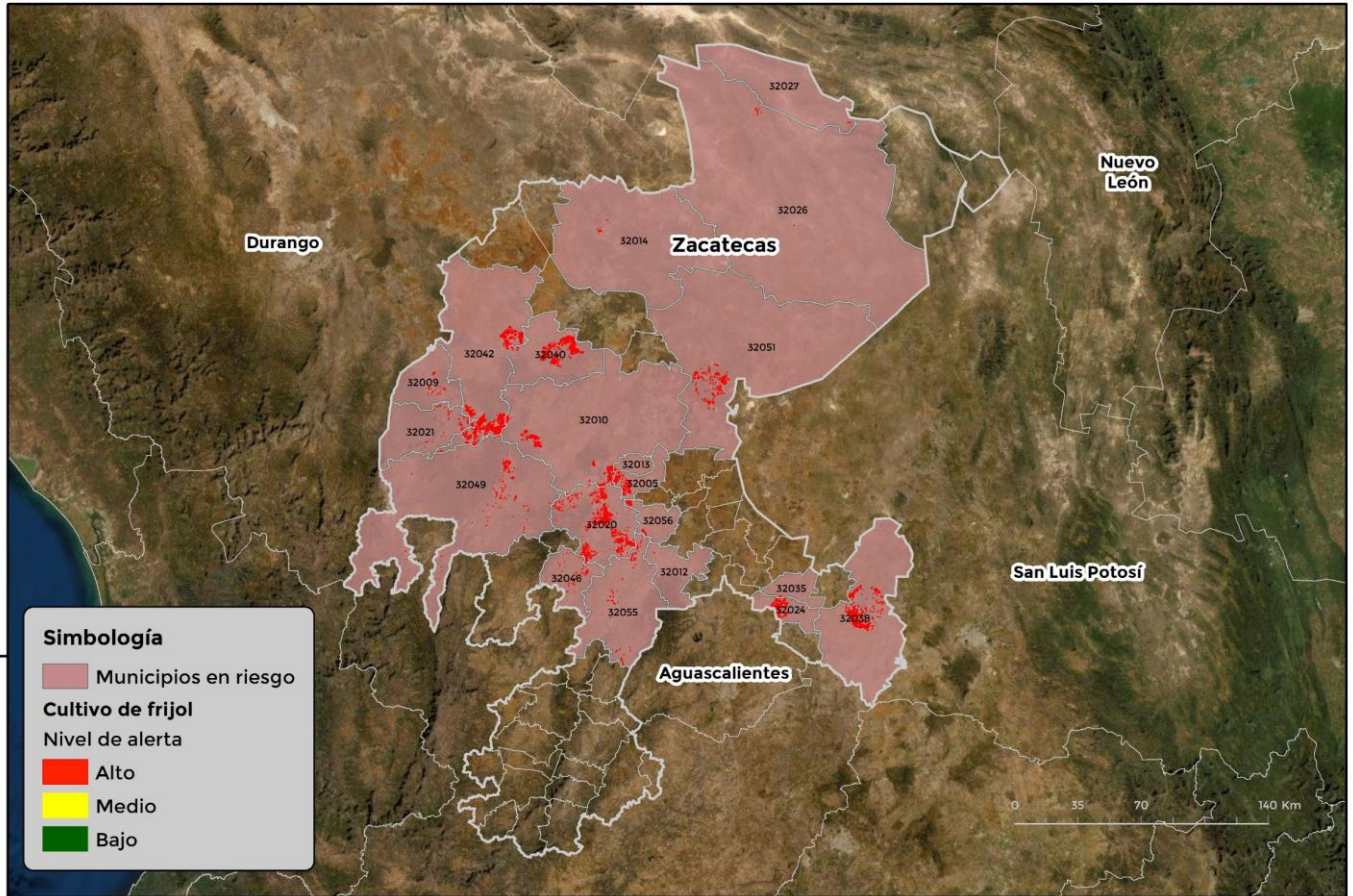 32027
Nuevo
León
32026
Durango
32014
Zacatecas
32051
32042
32040
32009
32010
32021
32013
32049
32005
32020
32056
32046
32012
32055
32035
32024
32038
San Luis Potosí
Aguascalientes
Simbología
Municipios en riesgo
Cultivo de frijol
Nivel de alerta
Alto
Medio
Bajo
0 35 70 140 Km